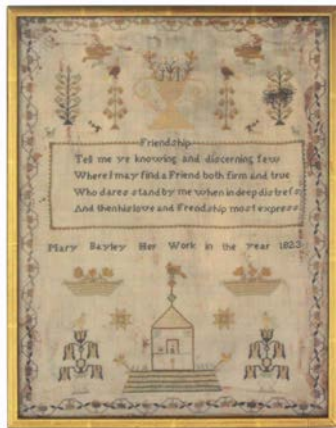 Friendship
Tell me ye knowing and discerning few
Where I may find a Friend both firm and true
Who dares stand by me when in deep distress
And then his love and Friendship most express
Mary Bayley Her Work in the year 1823